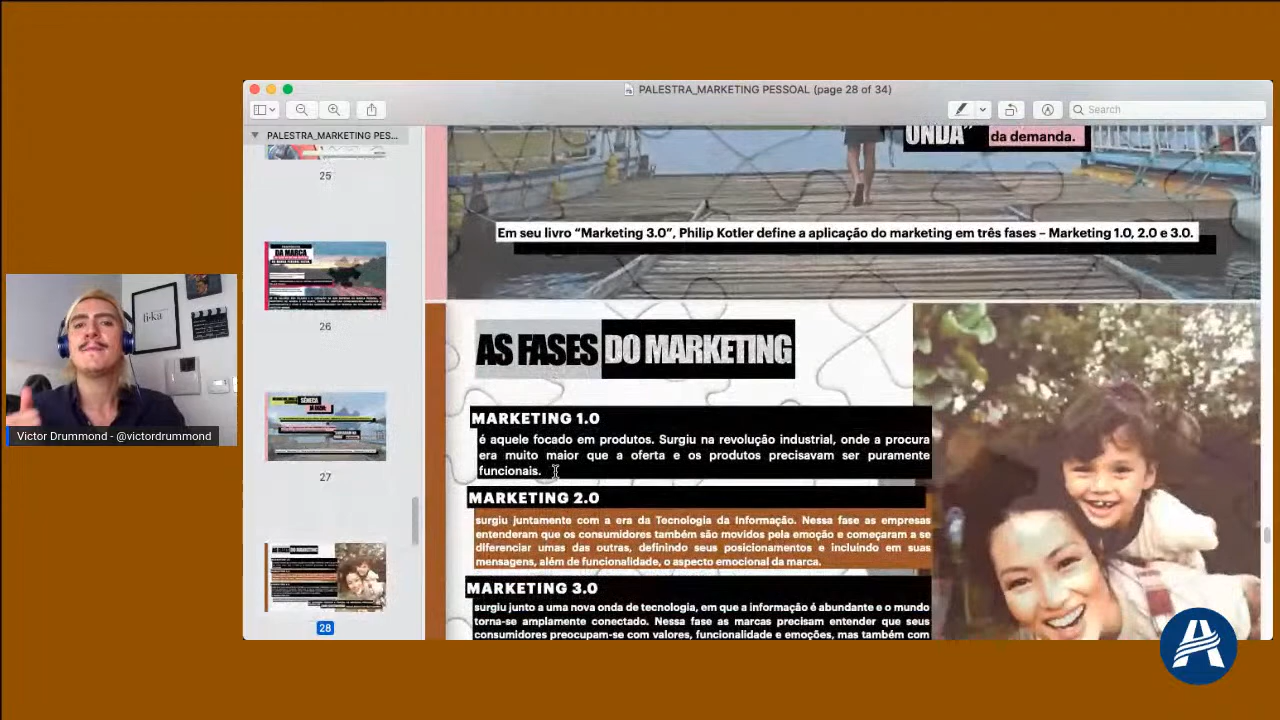 PALESTRA_MARKETING PESSOAL (page 28 of 34)
Search
PALESTRA_MARKETING PES...
25
26
27
28
DA MARCA
SÊNECA
ONDA"
da demanda.
Em seu livro “Marketing 3.0”, Philip Kotler define a aplicação do marketing em três fases – Marketing 1.0, 2.0 e 3.0.
AS FASES DO MARKETING
MARKETING 1.0
é aquele focado em produtos. Surgiu na revolução industrial, onde a procura
era muito maior que a oferta e os produtos precisavam ser puramente
funcionais.
MARKETING 2.0
surgiu juntamente com a era da Tecnologia da Informação. Nessa fase as empresas
entenderam que os consumidores também são movidos pela emoção e começaram a se
diferenciar umas das outras, definindo seus posicionamentos e incluindo em suas
mensagens, além de funcionalidade, o aspecto emocional da marca.
MARKETING 3.0
surgiu junto a uma nova onda de tecnologia, em que a informação é abundante e o mundo
torna-se amplamente conectado. Nessa fase as marcas precisam entender que seus
consumidores preocupam-se com valores, funcionalidade e emoções, mas também com
fi·ka
Victor Drummond - @victordrummond